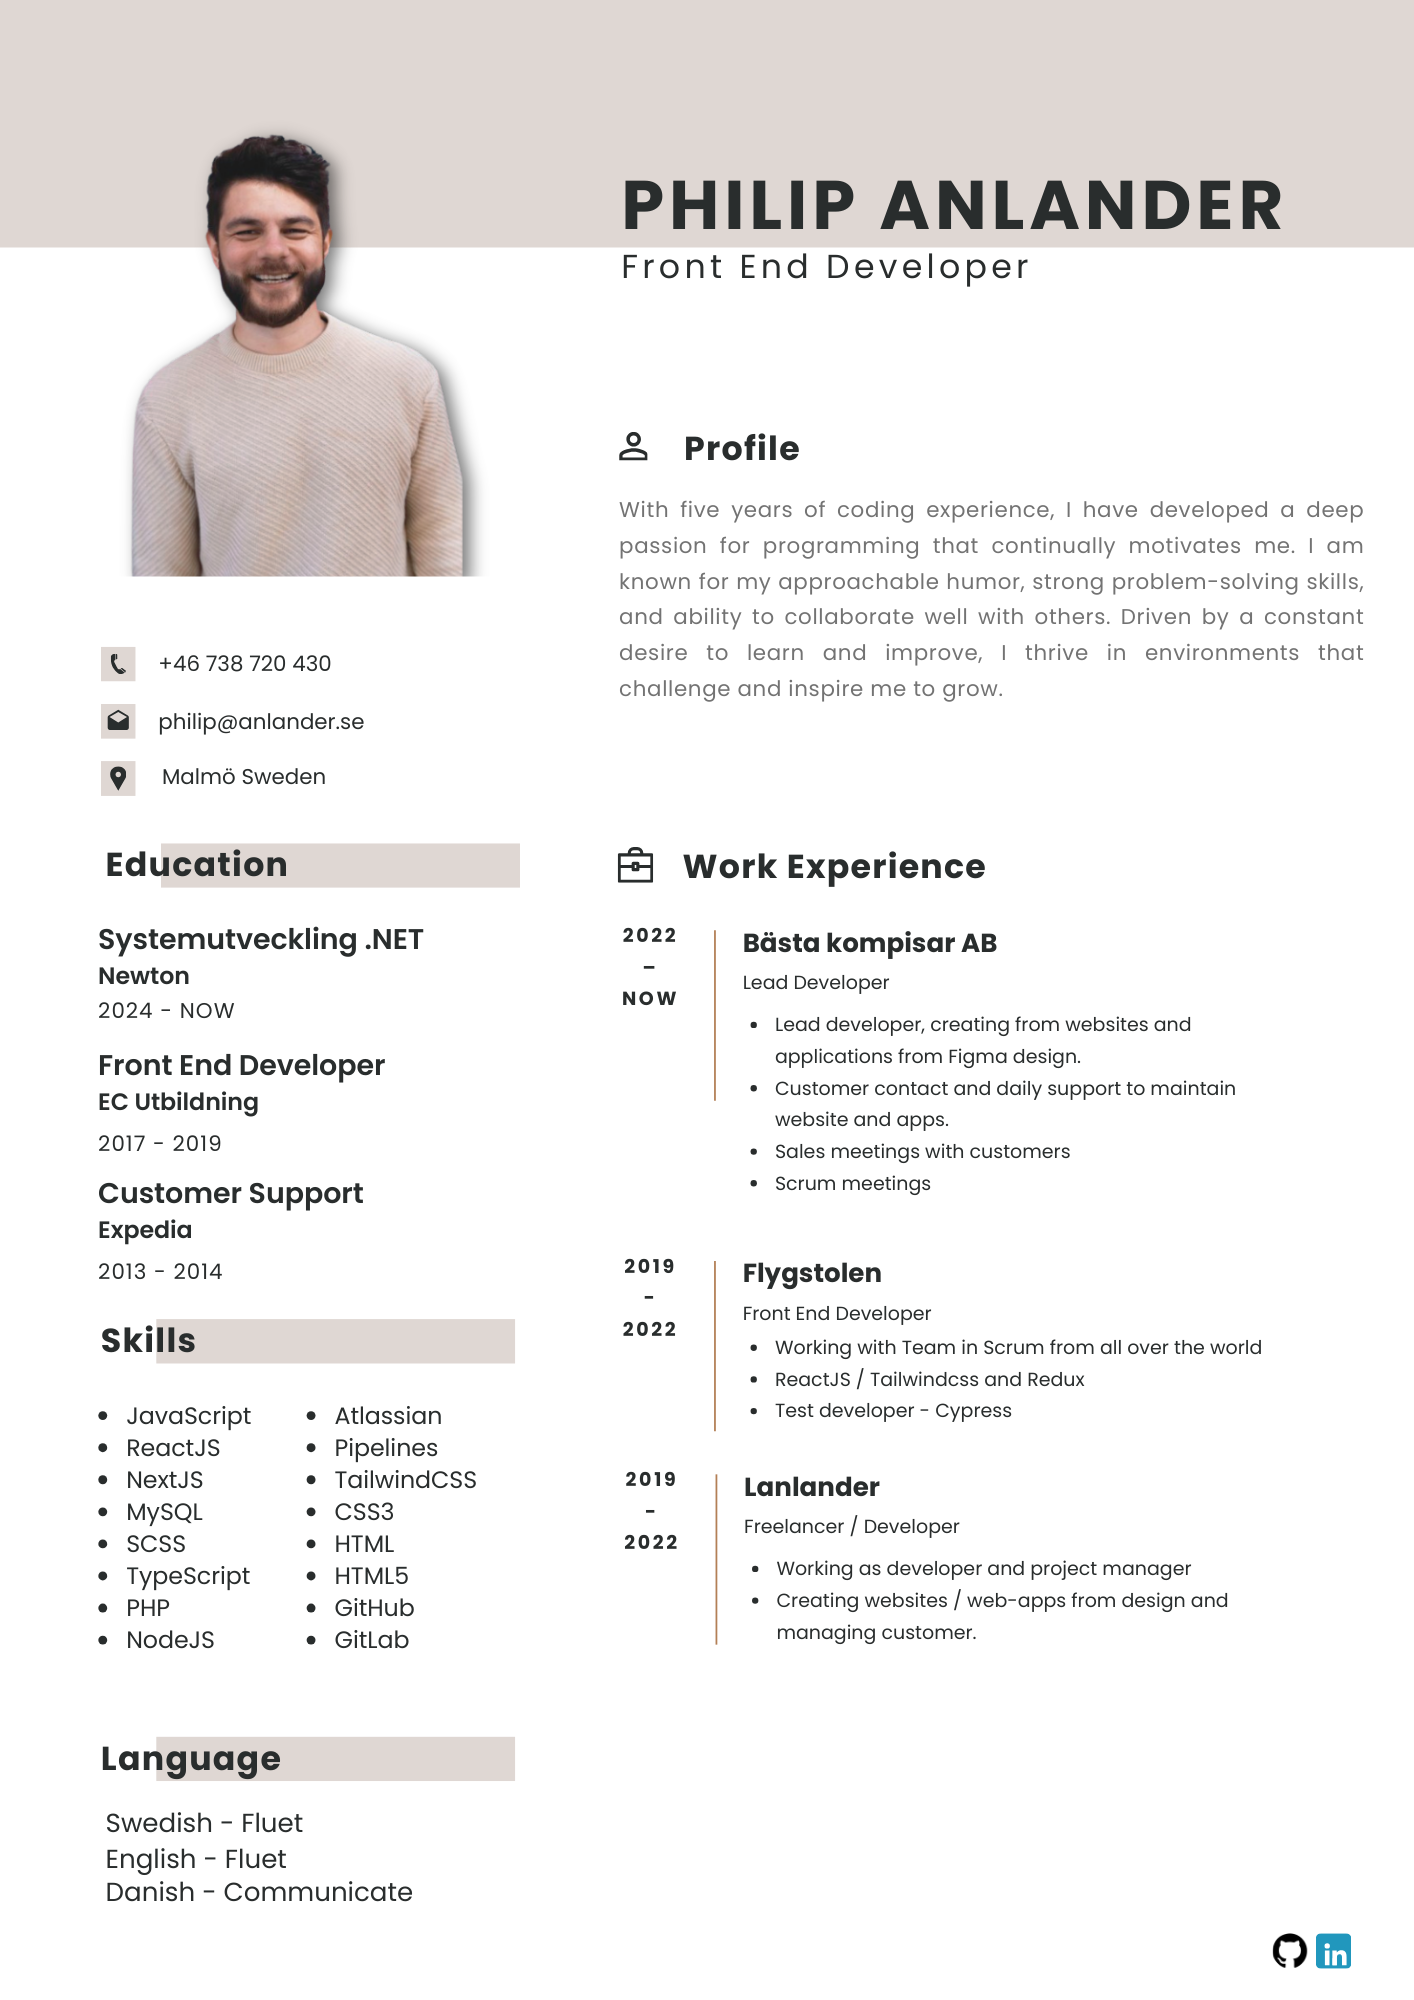 PHILIP ANLANDER
Front End Developer
+46 738 720 430
philip@anlander.se
Malmö Sweden
Education
Systemutveckling .NET
Newton
2024 - NOW
Front End Developer
EC Utbildning
2017 - 2019
Customer Support
Expedia
2013 - 2014
Skills
JavaScript
ReactJS
NextJS
MySQL
SCSS
TypeScript
PHP
NodeJS
Atlassian
Pipelines
TailwindCSS
CSS3
HTML
HTML5
GitHub
GitLab
Language
Swedish - Fluet
English - Fluet
Danish - Communicate
Profile
With five years of coding experience, I have developed a deep
passion for programming that continually motivates me. I am
known for my approachable humor, strong problem-solving skills,
and ability to collaborate well with others. Driven by a constant
desire to learn and improve, I thrive in environments that
challenge and inspire me to grow.
Work Experience
2022
–
NOW
Bästa kompisar AB
Lead Developer
Lead developer, creating from websites and
applications from Figma design.
Customer contact and daily support to maintain
website and apps.
Sales meetings with customers
Scrum meetings
2019
-
2022
Flygstolen
Front End Developer
Working with Team in Scrum from all over the world
ReactJS / Tailwindcss and Redux
Test developer - Cypress
2019
-
2022
Lanlander
Freelancer / Developer
Working as developer and project manager
Creating websites / web-apps from design and
managing customer.
in